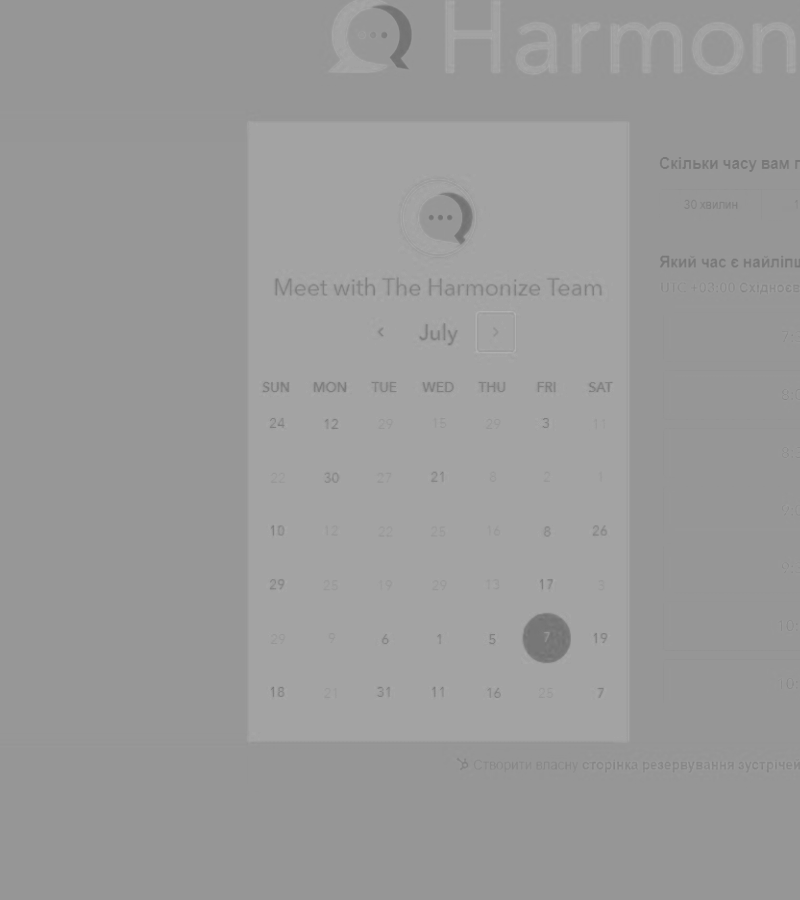 Harmon
Meet with The Harmonize Team
July
SUN MON TUE WED THU FRI SAT
24 12 29 15 29 3 11
22 30 27 21 8 2 1
10 12 22 25 16 8 26
29 25 19 29 13 17 3
29 9 6 1 5 7 19
18 21 31 11 16 25 7
Скільки часу вам
30 хвилин
Який час є найліпш
UTC +03:00 Східноєв
Створити власну сторінка резервування зустрічей